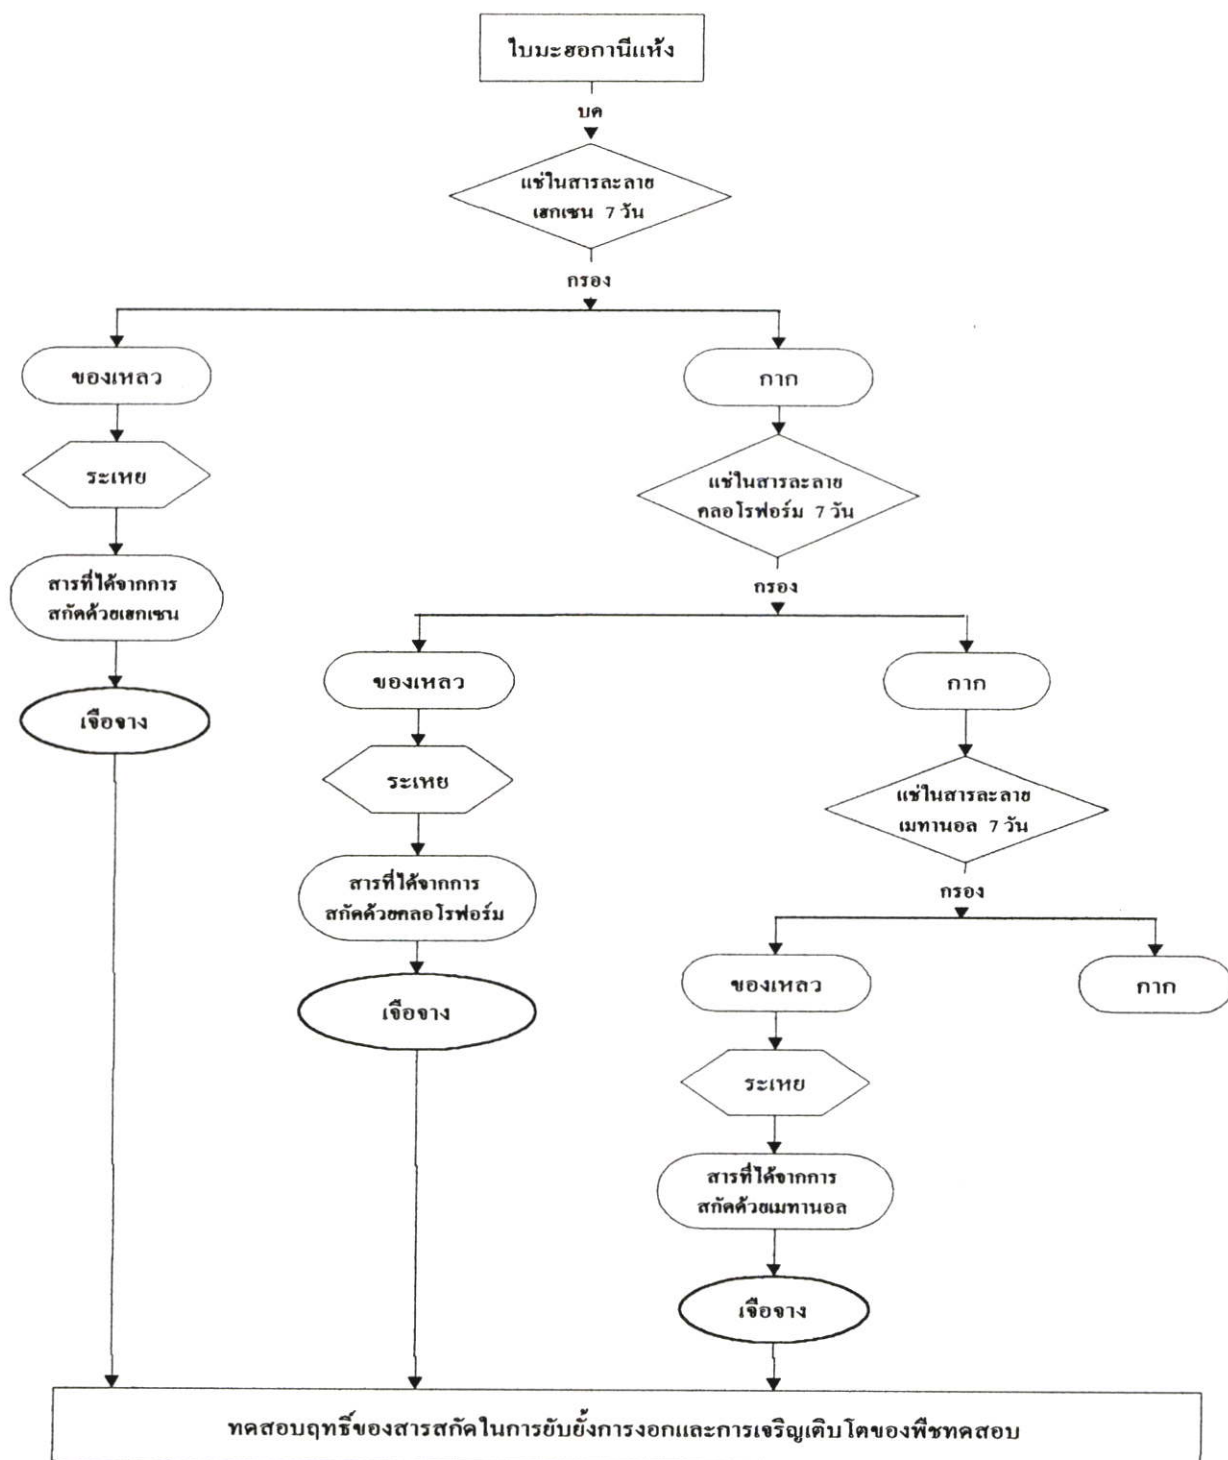 ใบมะฮอกานีแห้ง
บด
แช่ในสารละลาย
เฮกเซน 7 วัน
กรอง
ของเหลว
กาก
ระเหย
แช่ในสารละลาย
คลอโรฟอร์ม 7 วัน
สารที่ได้จากการ
สกัดด้วยเฮกเซน
กรอง
เจือจาง
ของเหลว
กาก
ระเหย
แช่ในสารละลาย
เมทานอล 7 วัน
สารที่ได้จากการ
สกัดด้วยคลอโรฟอร์ม
กรอง
เจือจาง
ของเหลว
กาก
ระเหย
สารที่ได้จากการ
สกัดด้วยเมทานอล
เจือจาง
ทดสอบฤทธิ์ของสารสกัดในการยับยั้งการงอกและการเจริญเติบโตของพืชทดสอบ